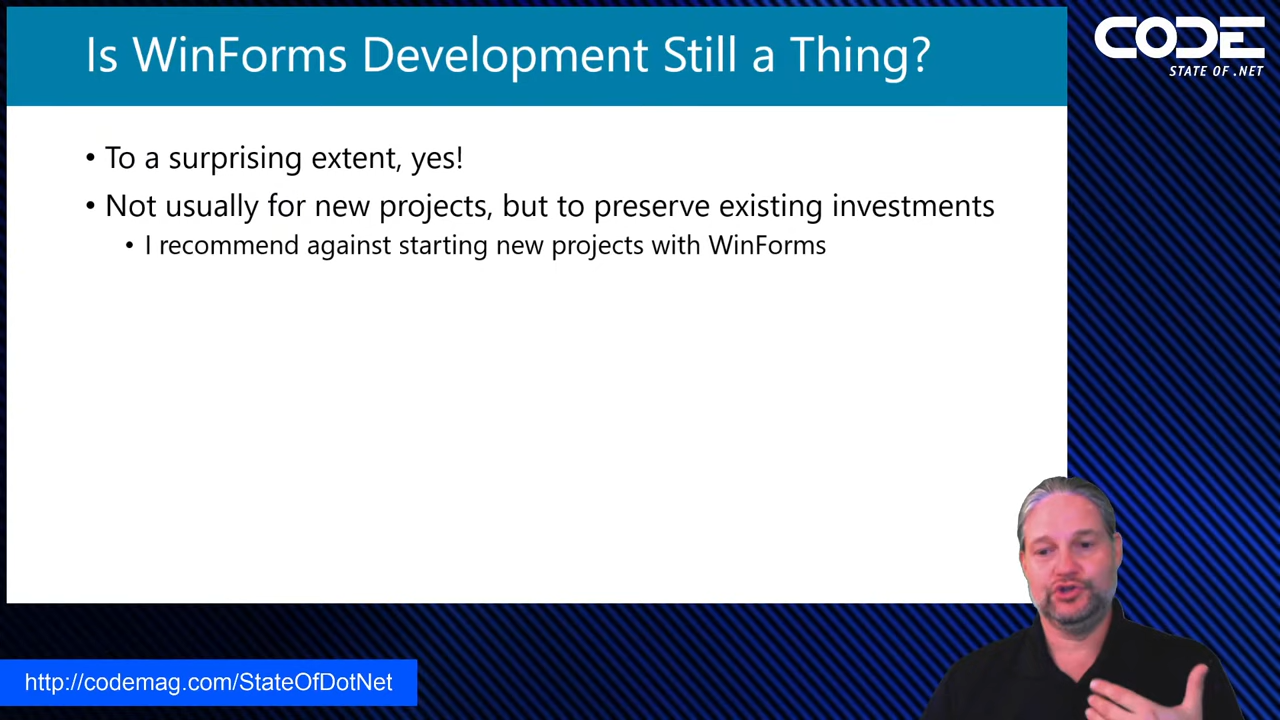 Is WinForms Development Still a Thing?
CODE
STATE OF .NET
• To a surprising extent, yes!
• Not usually for new projects, but to preserve existing investments
• I recommend against starting new projects with WinForms
http://codemag.com/StateOfDotNet